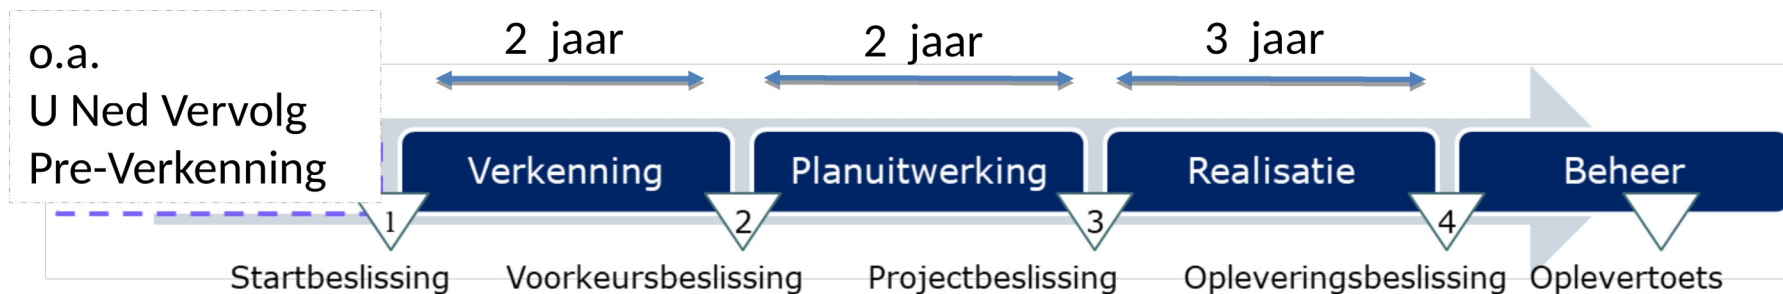 o.a.
U Ned Vervolg
Pre-Verkenning
2 jaar
2 jaar
3 jaar
Verkenning
Planuitwerking
Realisatie
Beheer
1
2
3
4
Startbeslissing
Voorkeursbeslissing
Projectbeslissing
Opleveringsbeslissing
Oplevertoets